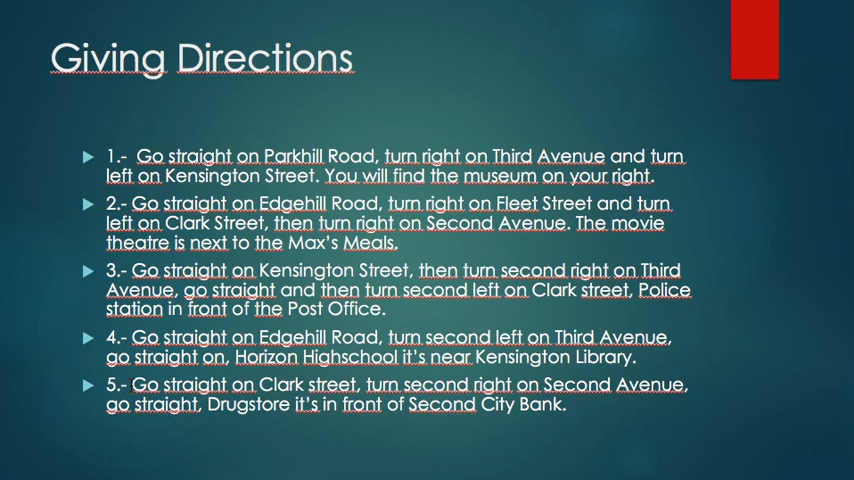 Giving Directions
1.- Go straight on Parkhill Road, turn right on Third Avenue and turn
left on Kensington Street. You will find the museum on your right.
2.- Go straight on Edgehill Road, turn right on Fleet Street and turn
left on Clark Street, then turn right on Second Avenue. The movie
theatre is next to the Max's Meals.
3.- Go straight on Kensington Street, then turn second right on Third
Avenue, go straight and then turn second left on Clark street, Police
station in front of the Post Office.
4.- Go straight on Edgehill Road, turn second left on Third Avenue,
go straight on, Horizon Highschool it's near Kensington Library.
5.- Go straight on Clark street, turn second right on Second Avenue,
go straight, Drugstore it's in front of Second City Bank.